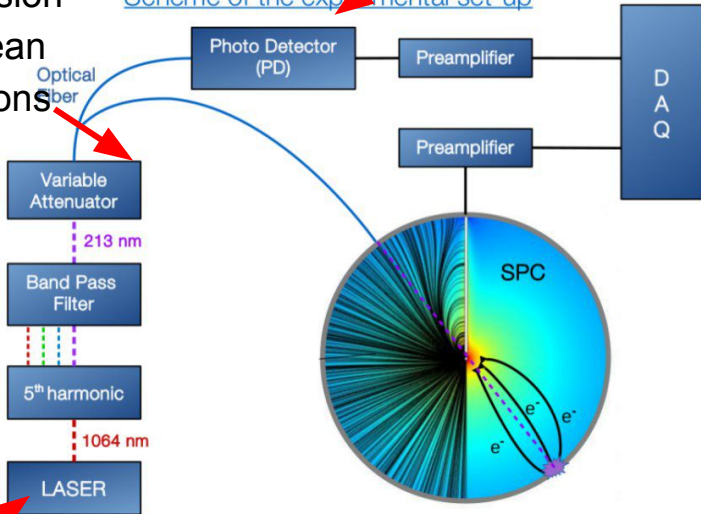 Scheme of the experimental set-up
sion
ean
ons
Optical
Fiber
Photo Detector
(PD)
Preamplifier
D
A
Q
Preamplifier
Variable
Attenuator
213 nm
Band Pass
Filter
5th harmonic
1064 nm
LASER
SPC
e-
e-
e-